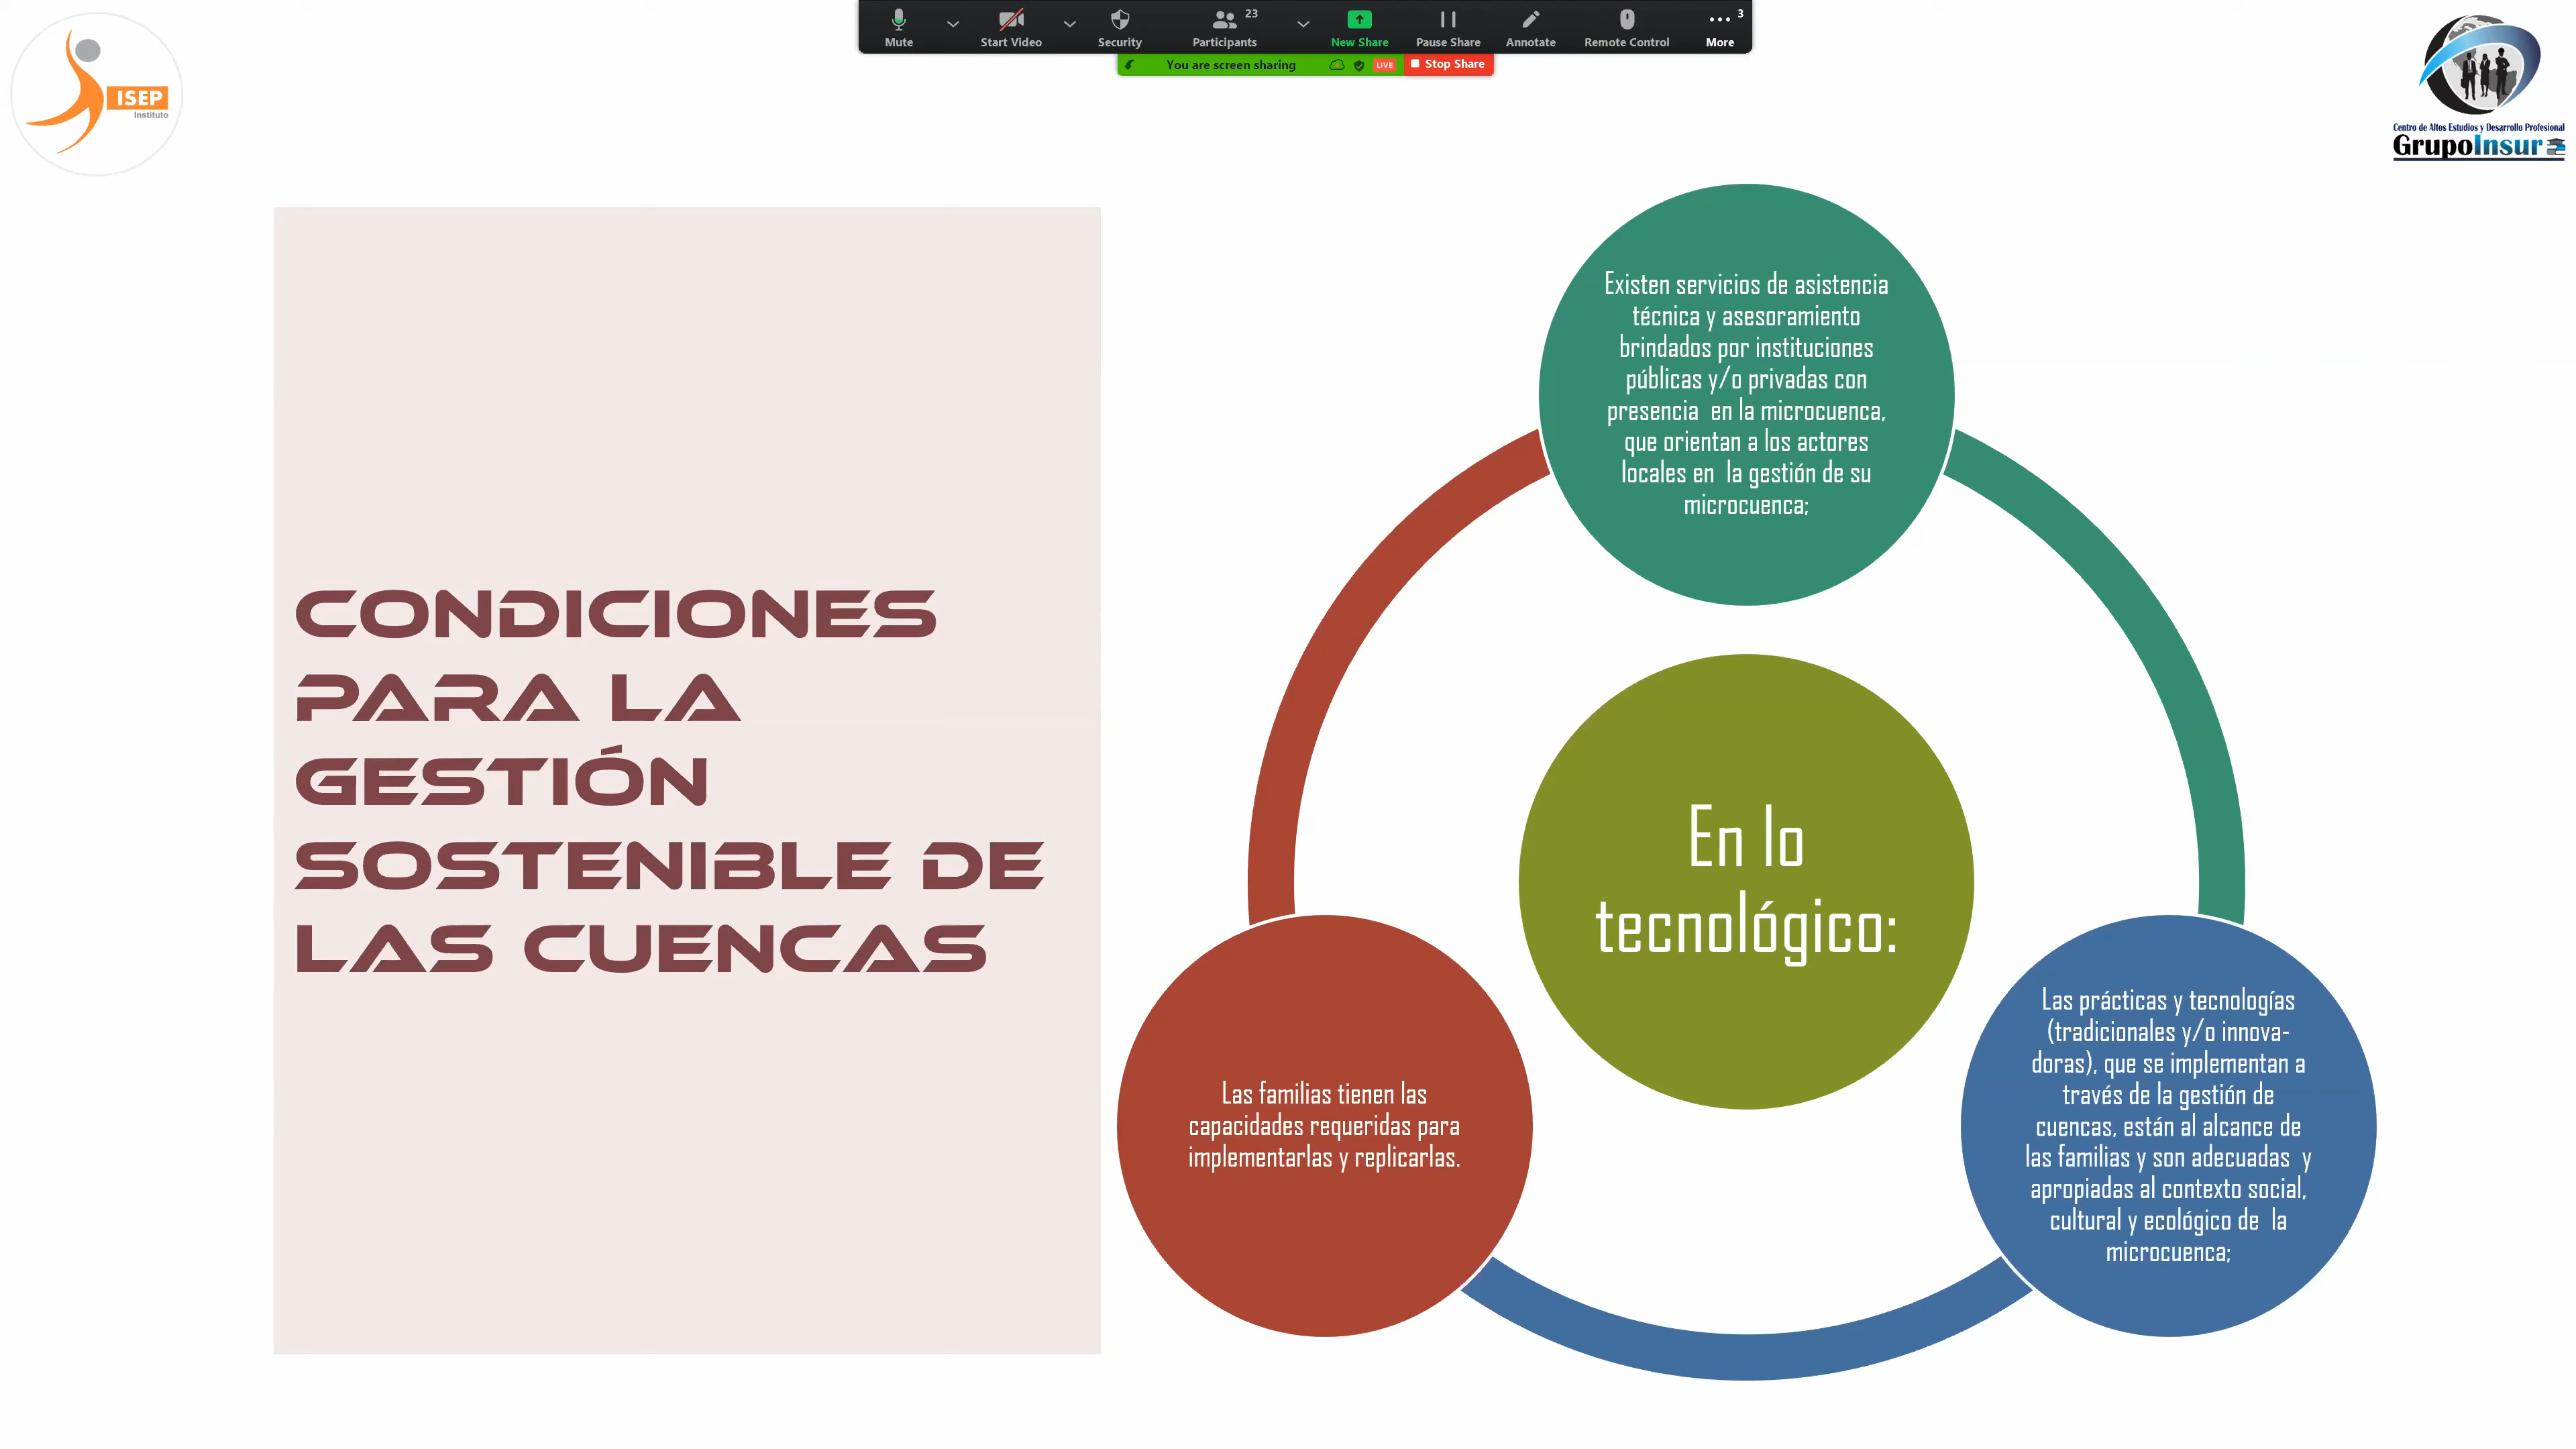 Mute
Start Video
Security
Participants
23
New Share
Pause Share
Annotate
Remote Control
More
3
You are screen sharing
LIVE
Stop Share
ISEP
Instituto
Centro de Altos Estudios y Desarrollo Profesional
GrupoInsur
CONDICIONES
PARA LA
GESTIÓN
SOSTENIBLE DE
LAS CUENCAS
Existen servicios de asistencia
técnica y asesoramiento
brindados por instituciones
públicas y/o privadas con
presencia  en la microcuenca,
que orientan a los actores
locales en  la gestión de su
microcuenca;
En lo
tecnológico:
Las prácticas y tecnologías
(tradicionales y/o innova-
doras), que se implementan a
través de la gestión de
cuencas, están al alcance de
las familias y son adecuadas  y
apropiadas al contexto social,
cultural y ecológico de  la
microcuenca;
Las familias tienen las
capacidades requeridas para
implementarlas y replicarlas.